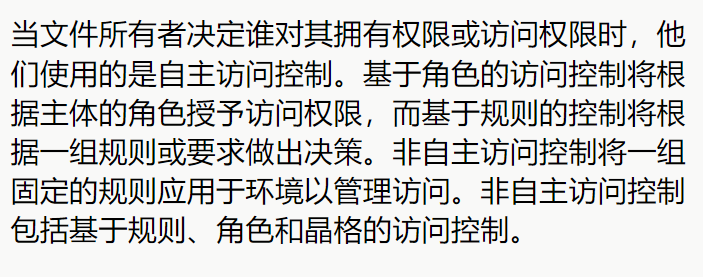 当文件所有者决定谁对其拥有权限或访问权限时，他
们使用的是自主访问控制。基于角色的访问控制将根
据主体的角色授予访问权限，而基于规则的控制将根
据一组规则或要求做出决策。非自主访问控制将一组
固定的规则应用于环境以管理访问。非自主访问控制
包括基于规则、角色和晶格的访问控制。